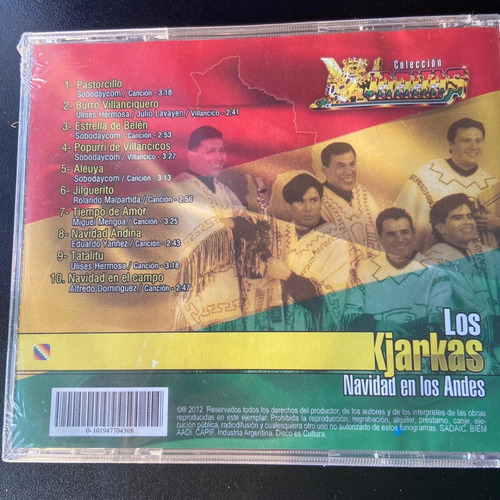 Colección
KJARKAS
1- Pastorcillo
Sobodaycom / Canción - 3:18
2- Burro Villanciquero
Ulises Hermosa / Julio Lavayen / Villancico - 2:41
3- Estrella de Belén
Sobodaycom / Canción - 2:53
4- Popurrí de Villancicos
Sobodaycom / Villancico - 3:27
5- Aleuya
Sobodaycom / Canción - 3:13
6- Jilguerito
Rolando Malpartida / Canción - 2:56
7- Tiempo de Amor
Miguel Mengoa / Canción - 3:25
8- Navidad Andina
Eduardo Yaññez / Canción - 2:43
9- Tatalitu
Ulises Hermosa / Canción - 3:18
10. Navidad en el campo
Alfredo Dominguez / Canción - 2:47
Los
Kjarkas
Navidad en los Andes
0-101947704308
©® 2012 Reservados todos los derechos del productor, de los autores y de los interpretes de las obras
reproducidas en este ejemplar. Prohibida la reproducción, regrabación, alquiler, préstamo, canje, eje-
cución pública, radiodifusión y cualesquiera otro uso no autorizado de estos fonogramas. SADAIC. BIEM
AADI. CAPIF. Industria Argentina, Disco es Cultura.